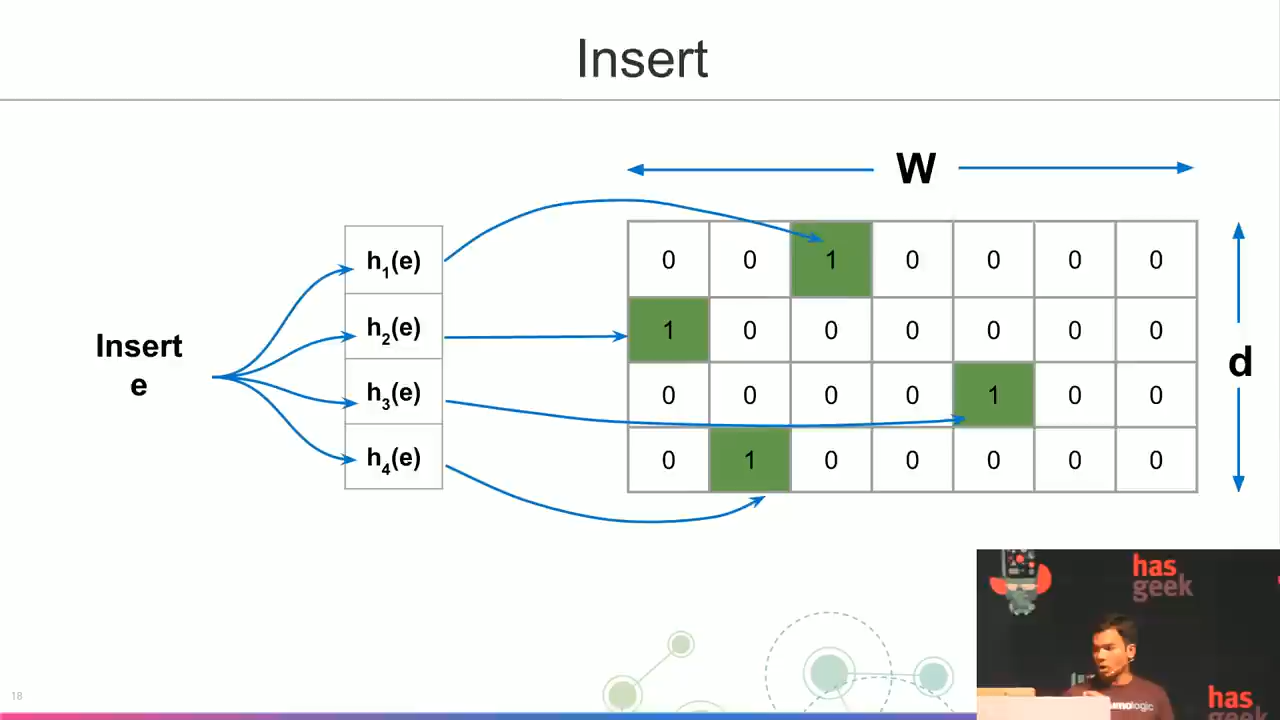 Insert
W
h1(e)
h2(e)
h3(e)
h4(e)
Insert
e
0 0 1 0 0 0 0
1 0 0 0 0 0 0
0 0 0 0 1 0 0
0 1 0 0 0 0 0
d
has
geek
umologic
has
geek
18